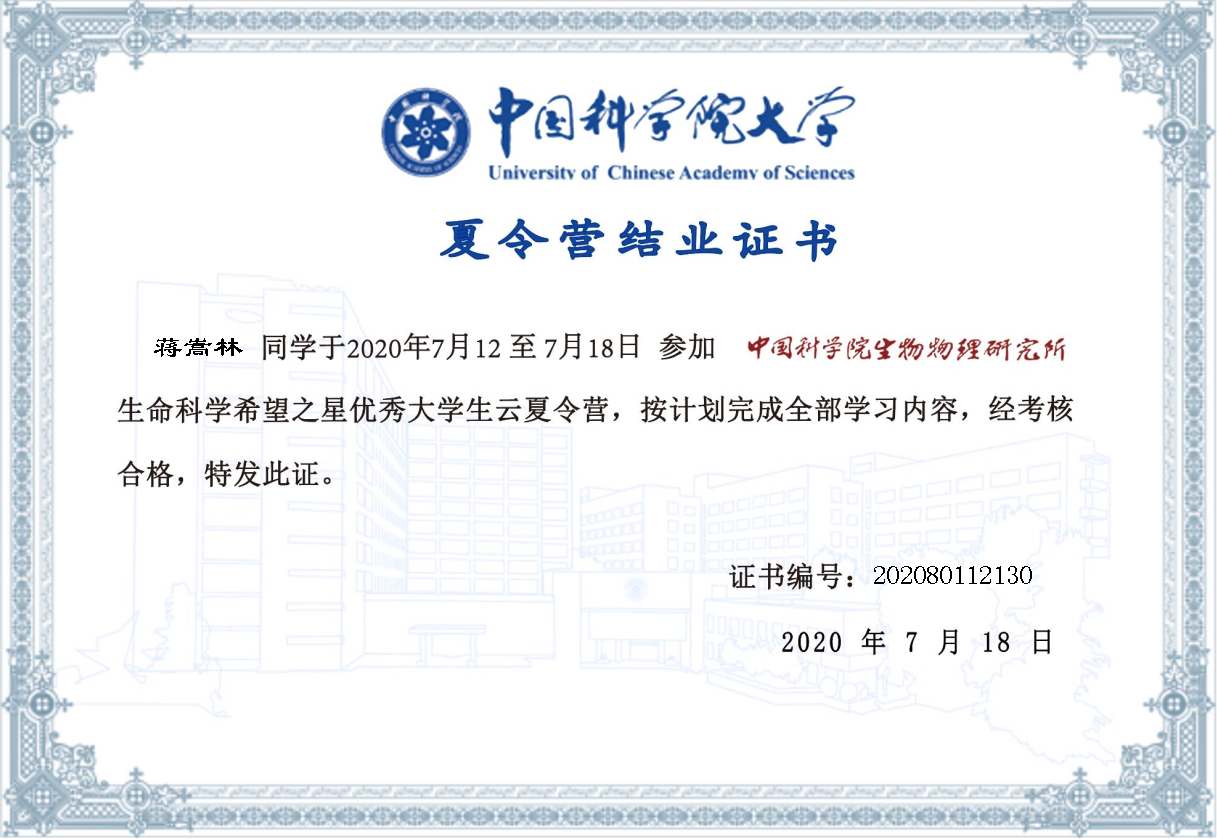 中国科学院大学
University of Chinese Academy of Sciences
夏令营结业证书
蒋嵩林 同学于2020年7月12 至 7月18日 参加 中国科学院生物物理研究所
生命科学希望之星优秀大学生云夏令营，按计划完成全部学习内容，经考核
合格，特发此证。
证书编号：202080112130
2020 年 7 月 18 日